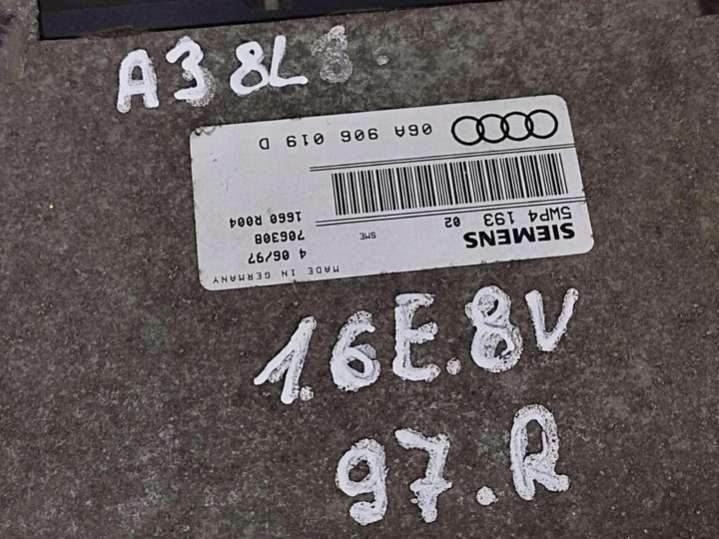 A3 8L
06A 906 019 D
5WP4 193 02
SIEMENS
SME
1660 R004
706308
4 06/97
MADE IN GERMANY
1.6E.8V
97.R